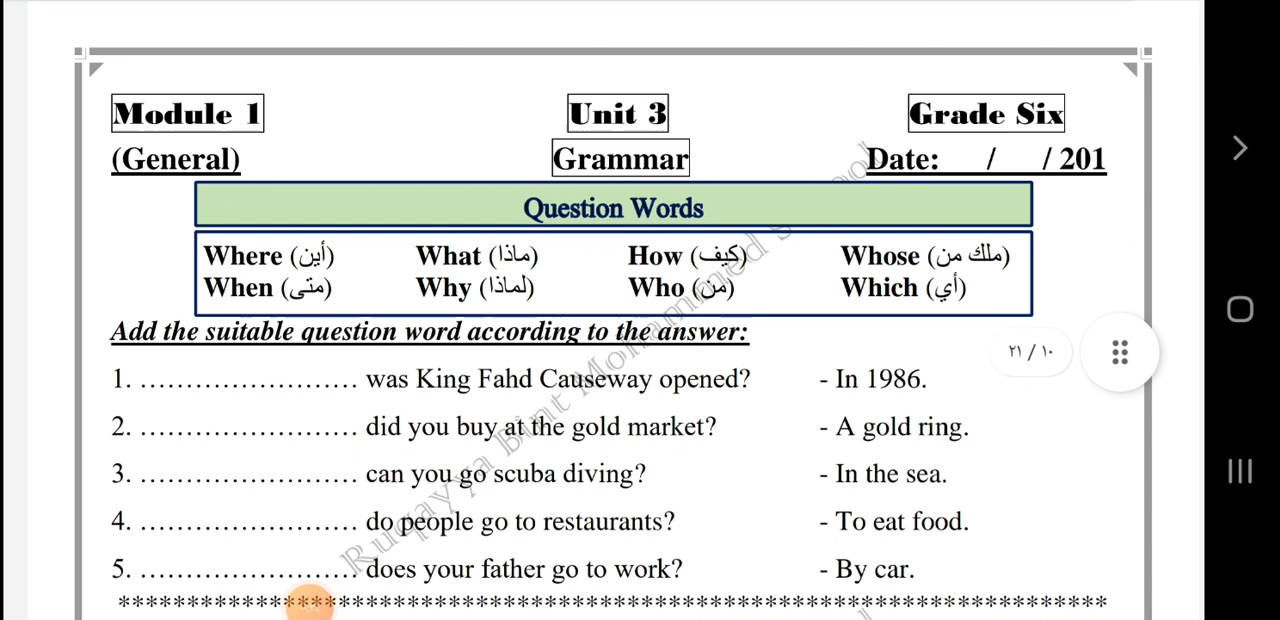 Module 1 Unit 3 Grade Six
(General) Grammar Date: / / 201
Question Words
Where (أين) What (ماذا) How (كيف) Whose (ملك من)
When (متى) Why (لماذا) Who (من) Which (أي)
Add the suitable question word according to the answer:
1. ........................ was King Fahd Causeway opened? - In 1986.
2. ........................ did you buy at the gold market? - A gold ring.
3. ........................ can you go scuba diving? - In the sea.
4. ........................ do people go to restaurants? - To eat food.
5. ........................ does your father go to work? - By car.
٢١ / ١٠
Ruqayya Bint Mohammed's